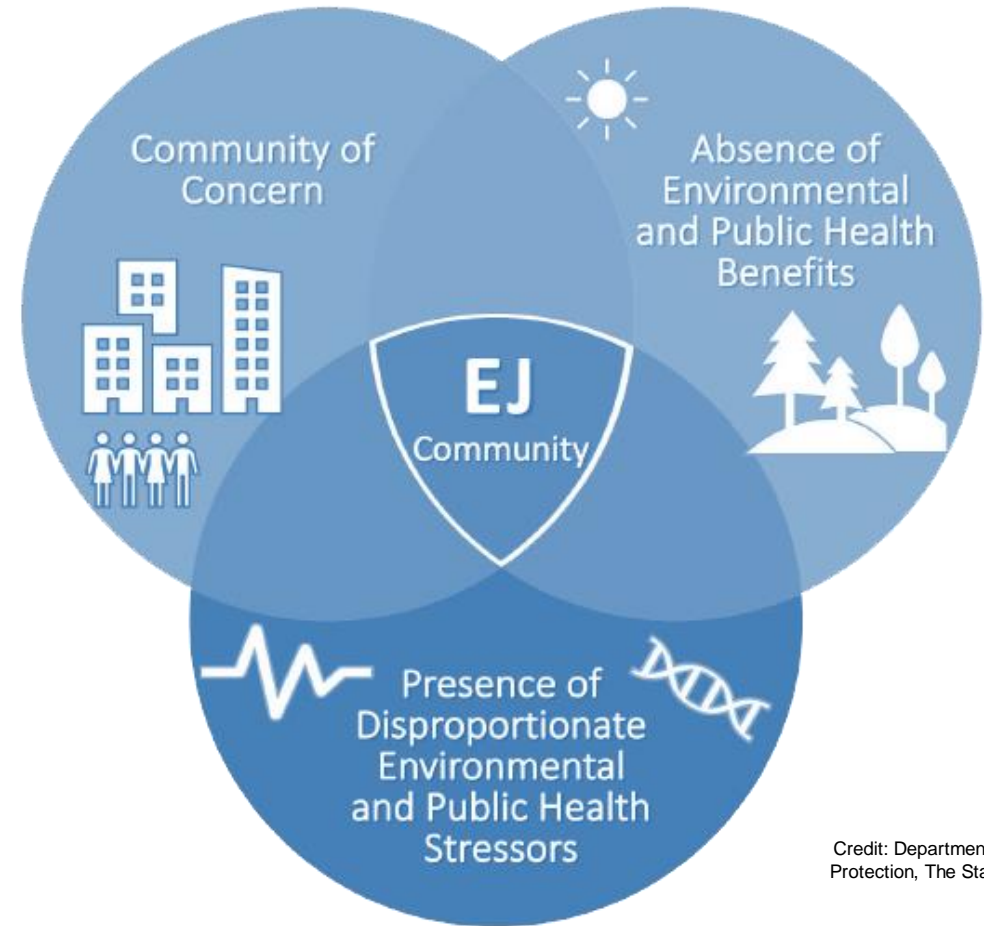 Community of
Concern
Absence of
Environmental
and Public Health
Benefits
EJ
Community
Presence of
Disproportionate
Environmental
and Public Health
Stressors
Credit: Departmen
Protection, The Sta